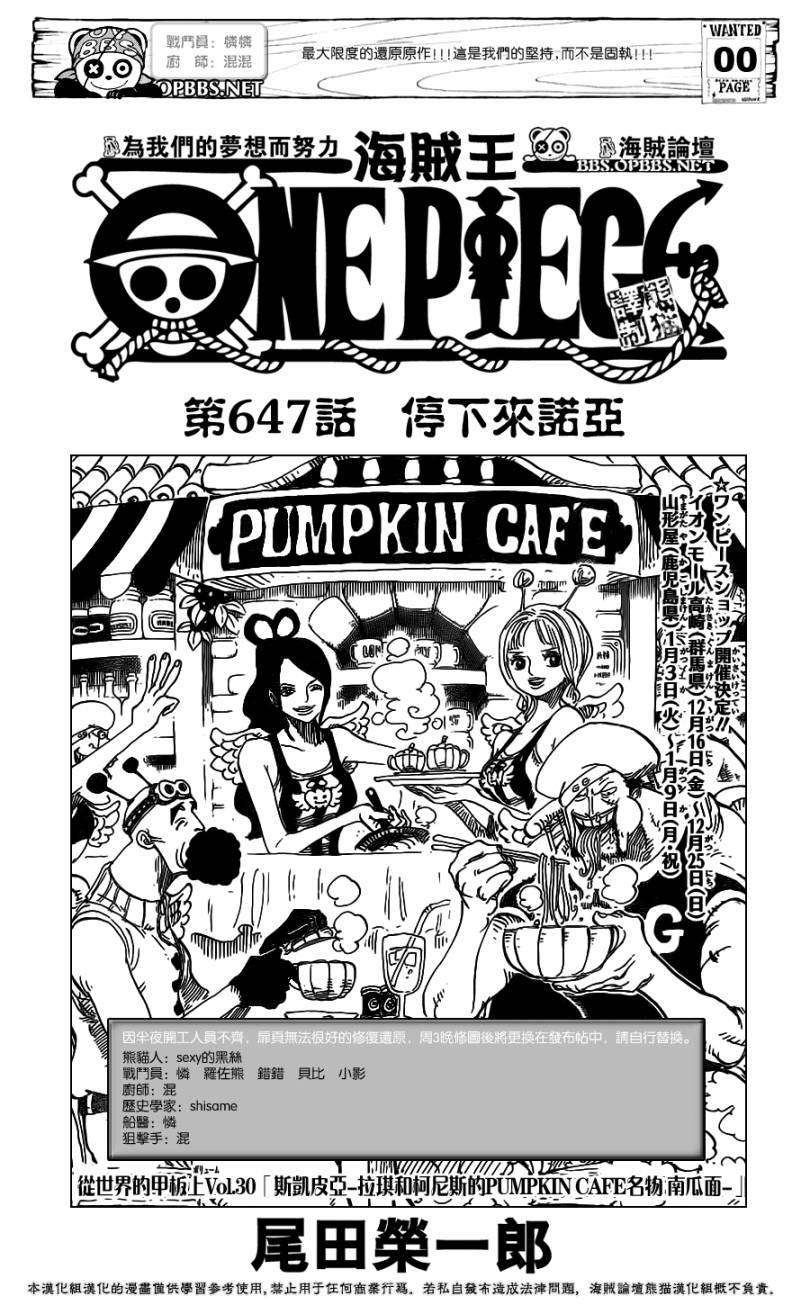 戰鬥員：憐憐
廚　師：混混
OPBBS.NET
最大限度的還原原作!!!這是我們的堅持,而不是固執!!!
WANTED
00
PAGE
為我們的夢想而努力
海賊王
海賊論壇
BBS.OPBBS.NET
ONE PIECE
熊猫譯制
第647話　停下來諾亞
PUMPKIN CAFE
☆ワンピースショップ開催決定!!
イオンモール高崎(群馬県)12月16日(金)～12月25日(日)
山形屋(鹿児島県)1月3日(火)～1月9日(月・祝)
G
因半夜開工人員不齊，扉頁無法很好的修復還原，周3晚修圖後將更換在發布帖中，請自行替換。
熊貓人：sexy的黑絲
戰鬥員：憐　羅佐熊　錯錯　貝比　小影
廚師：混
歷史學家：shisame
船醫：憐
狙擊手：混
從世界的甲板上Vol.30「斯凱皮亞-拉琪和柯尼斯的PUMPKIN CAFE名物 南瓜面-」
尾田榮一郎
本漢化組漢化的漫畫僅供學習參考使用,禁止用于任何商業行為。若私自發布造成法律問題，海賊論壇熊猫漢化組概不負責。